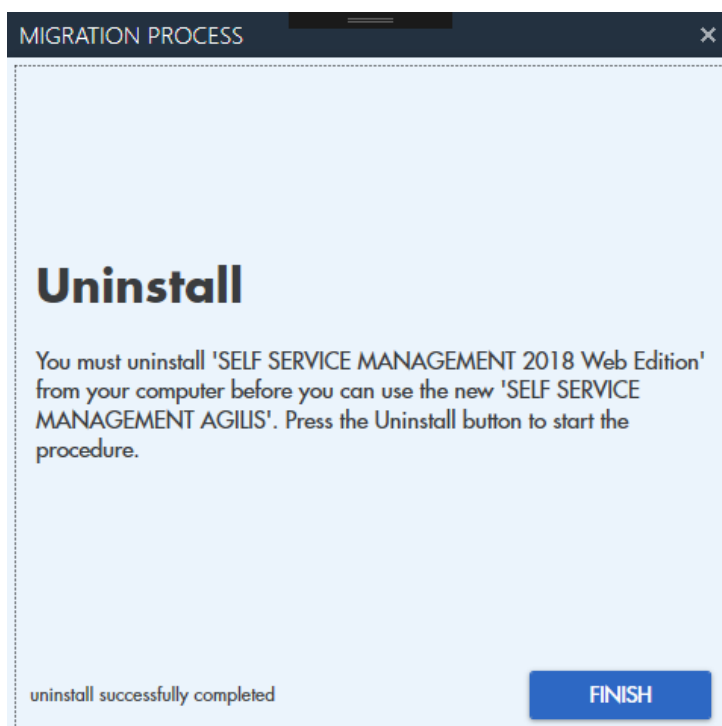 MIGRATION PROCESS
Uninstall
You must uninstall 'SELF SERVICE MANAGEMENT 2018 Web Edition'
from your computer before you can use the new 'SELF SERVICE
MANAGEMENT AGILIS'. Press the Uninstall button to start the
procedure.
uninstall successfully completed
FINISH